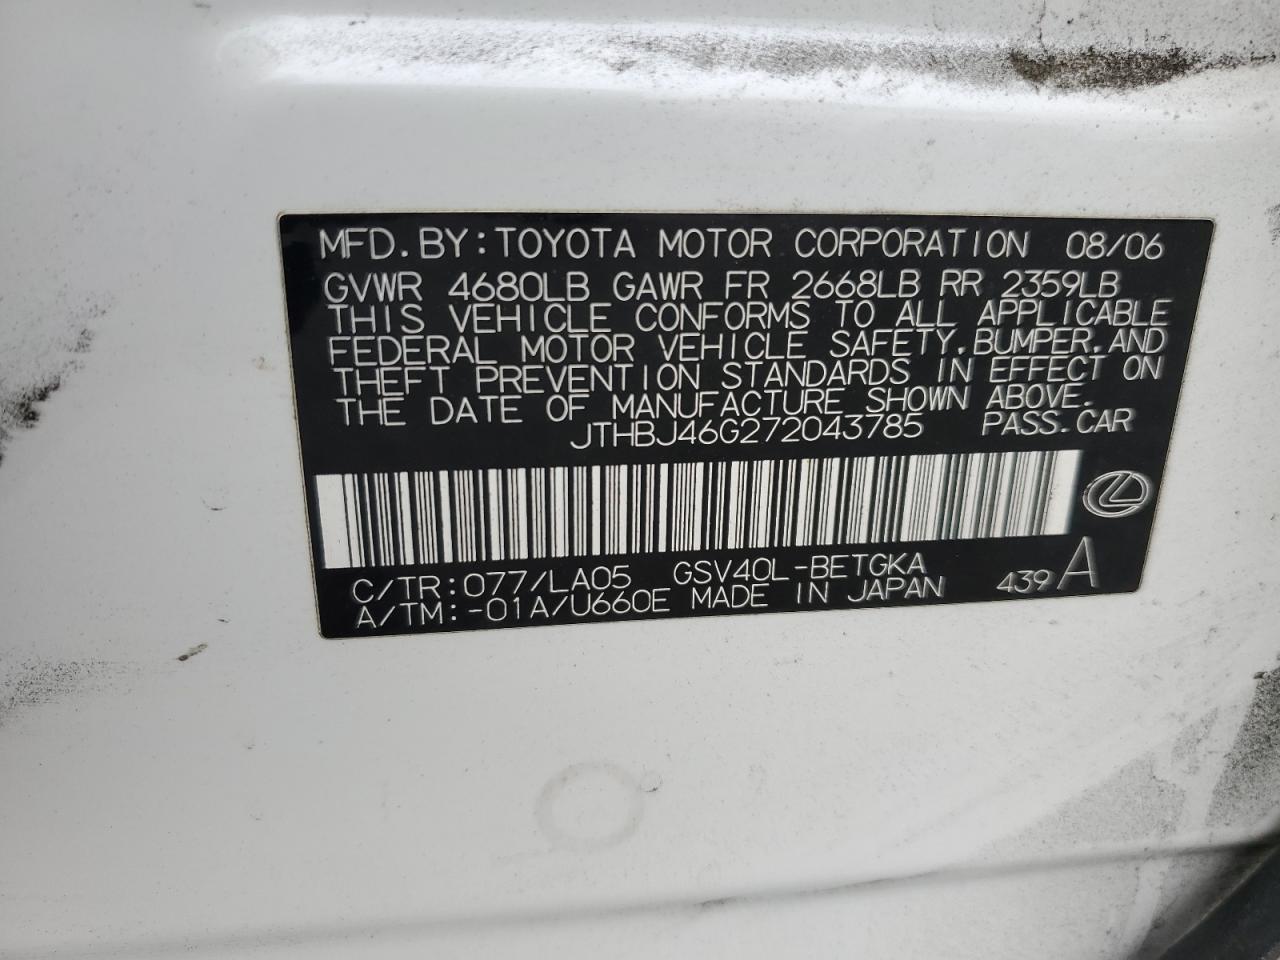 MFD. BY: TOYOTA MOTOR CORPORATION 08/06
GVWR 4680LB GAWR FR 2668LB RR 2359LB
THIS VEHICLE CONFORMS TO ALL APPLICABLE
FEDERAL MOTOR VEHICLE SAFETY, BUMPER, AND
THEFT PREVENTION STANDARDS IN EFFECT ON
THE DATE OF MANUFACTURE SHOWN ABOVE.
JTHBJ46G272043785 PASS. CAR
C/TR: 077/LA05 GSV40L-BETGKA
A/TM: -01A/U660E MADE IN JAPAN 439 A